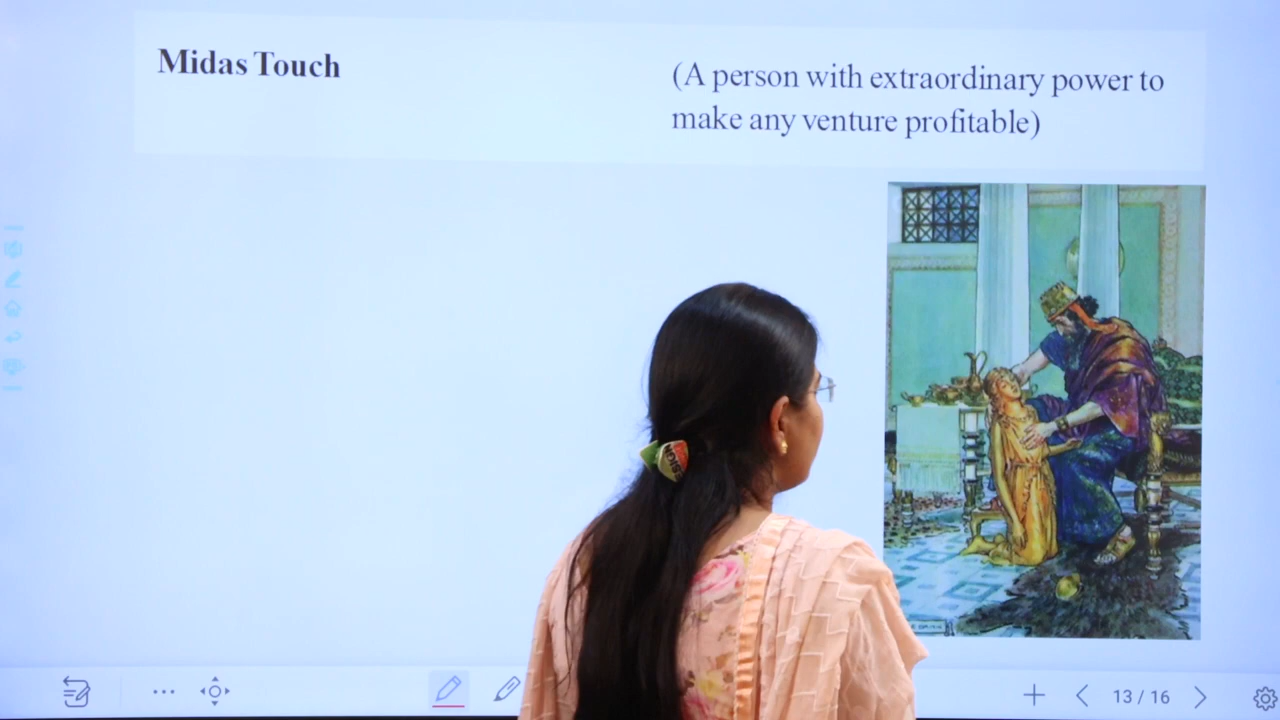 Midas Touch
(A person with extraordinary power to
make any venture profitable)
13 / 16